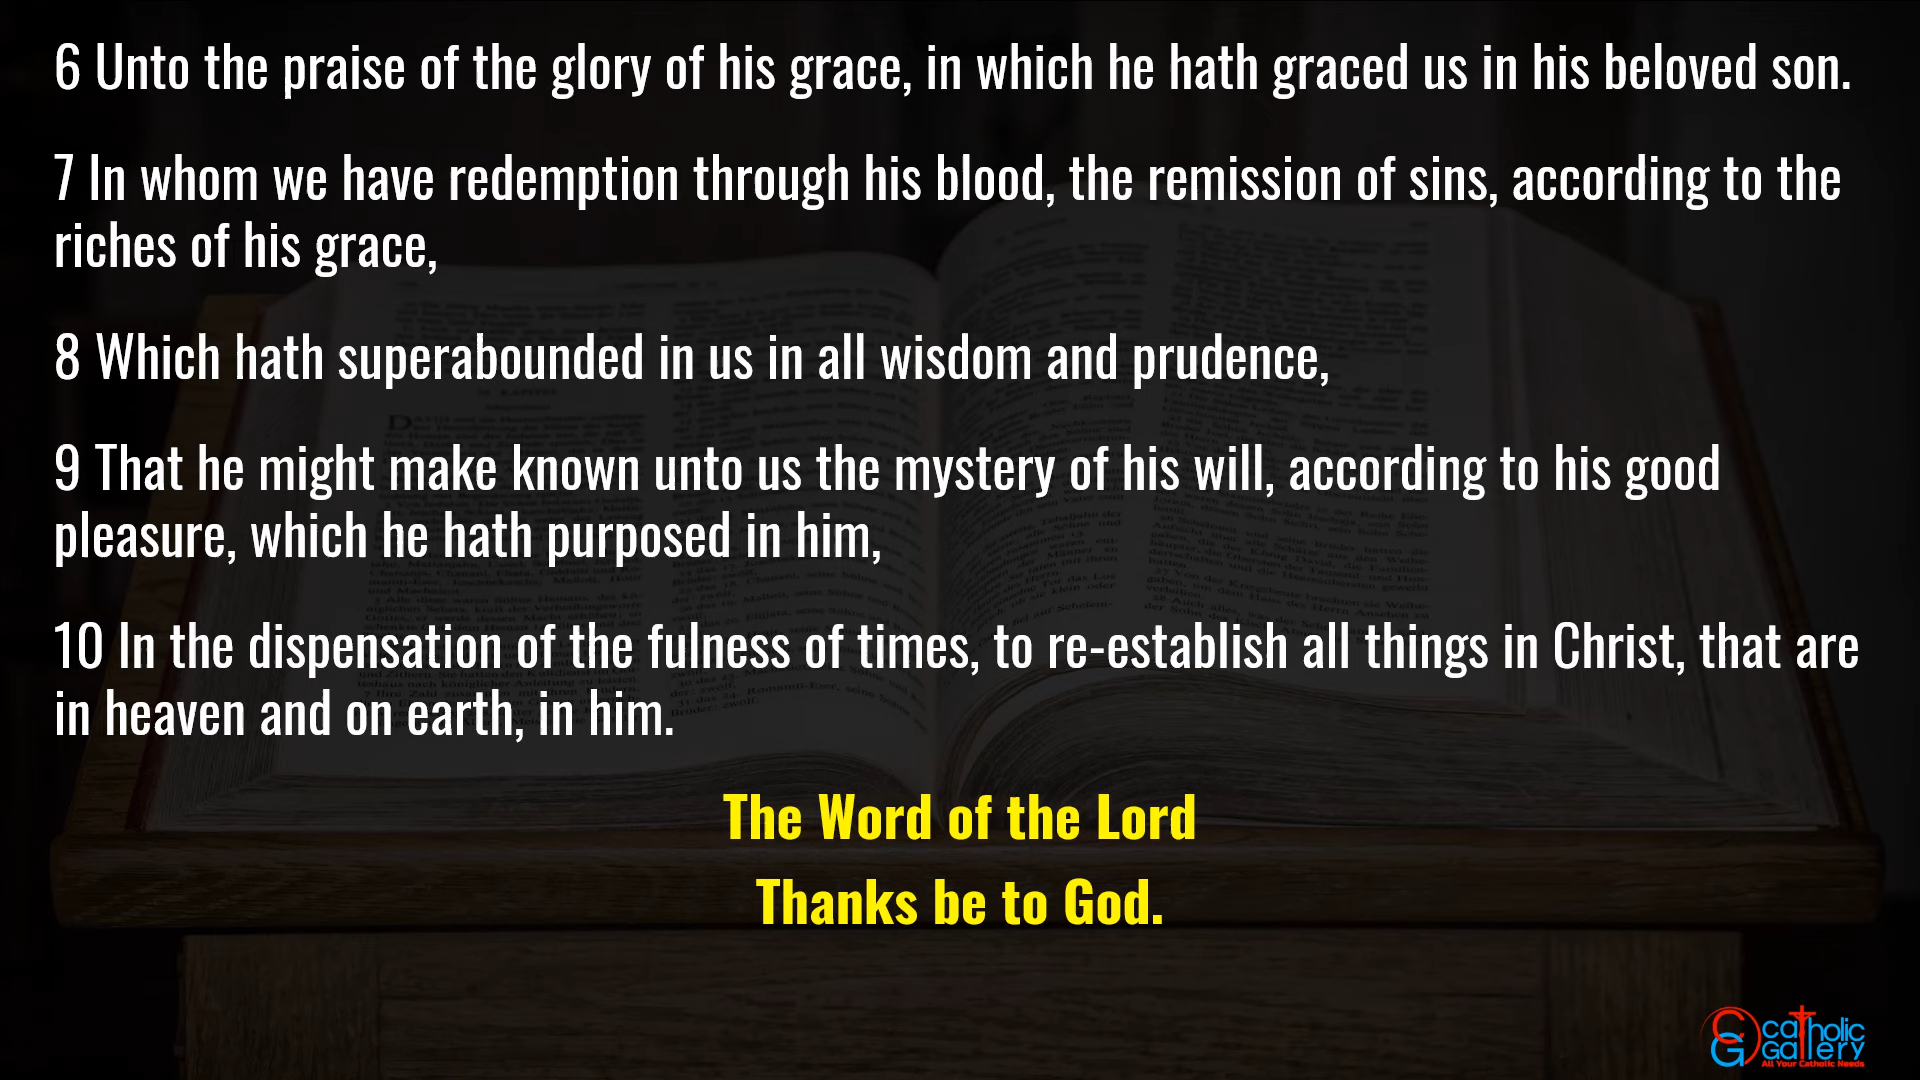 6 Unto the praise of the glory of his grace, in which he hath graced us in his beloved son.
7 In whom we have redemption through his blood, the remission of sins, according to the
riches of his grace,
8 Which hath superabounded in us in all wisdom and prudence,
9 That he might make known unto us the mystery of his will, according to his good
pleasure, which he hath purposed in him,
10 In the dispensation of the fulness of times, to re-establish all things in Christ, that are
in heaven and on earth, in him.
The Word of the Lord
Thanks be to God.
CG catholic
Gallery
All Your Catholic Needs